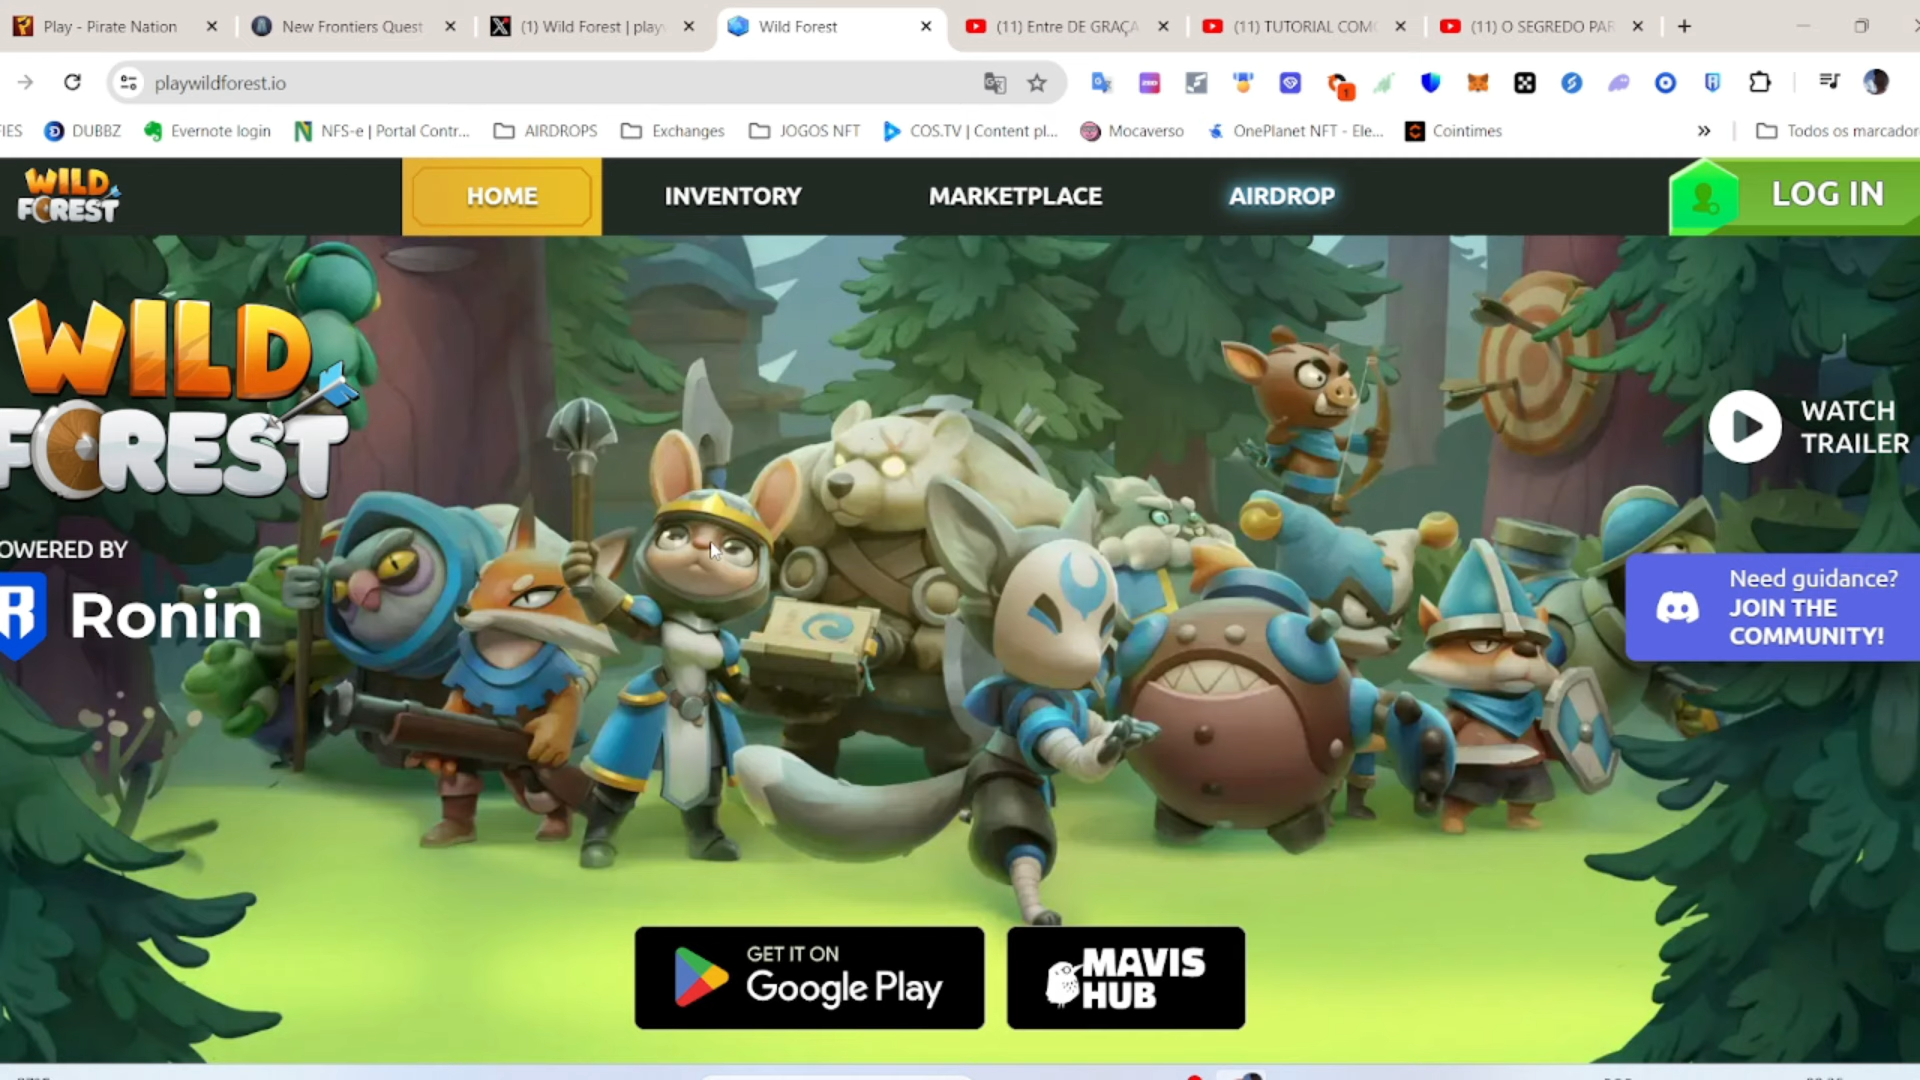 Play - Pirate Nation
New Frontiers Quest
(1) Wild Forest | play
Wild Forest
(11) Entre DE GRAÇA
(11) TUTORIAL COM
(11) O SEGREDO PAR
playwildforest.io
1
IES
DUBBZ
Evernote login
NFS-e | Portal Contr...
AIRDROPS
Exchanges
JOGOS NFT
COS.TV | Content pl...
Mocaverso
OnePlanet NFT - Ele...
Cointimes
Todos os marcador
WILD
FOREST
HOME
INVENTORY
MARKETPLACE
AIRDROP
LOG IN
WILD
FOREST
OWERED BY
Ronin
WATCH
TRAILER
Need guidance?
JOIN THE
COMMUNITY!
GET IT ON
Google Play
MAVIS
HUB